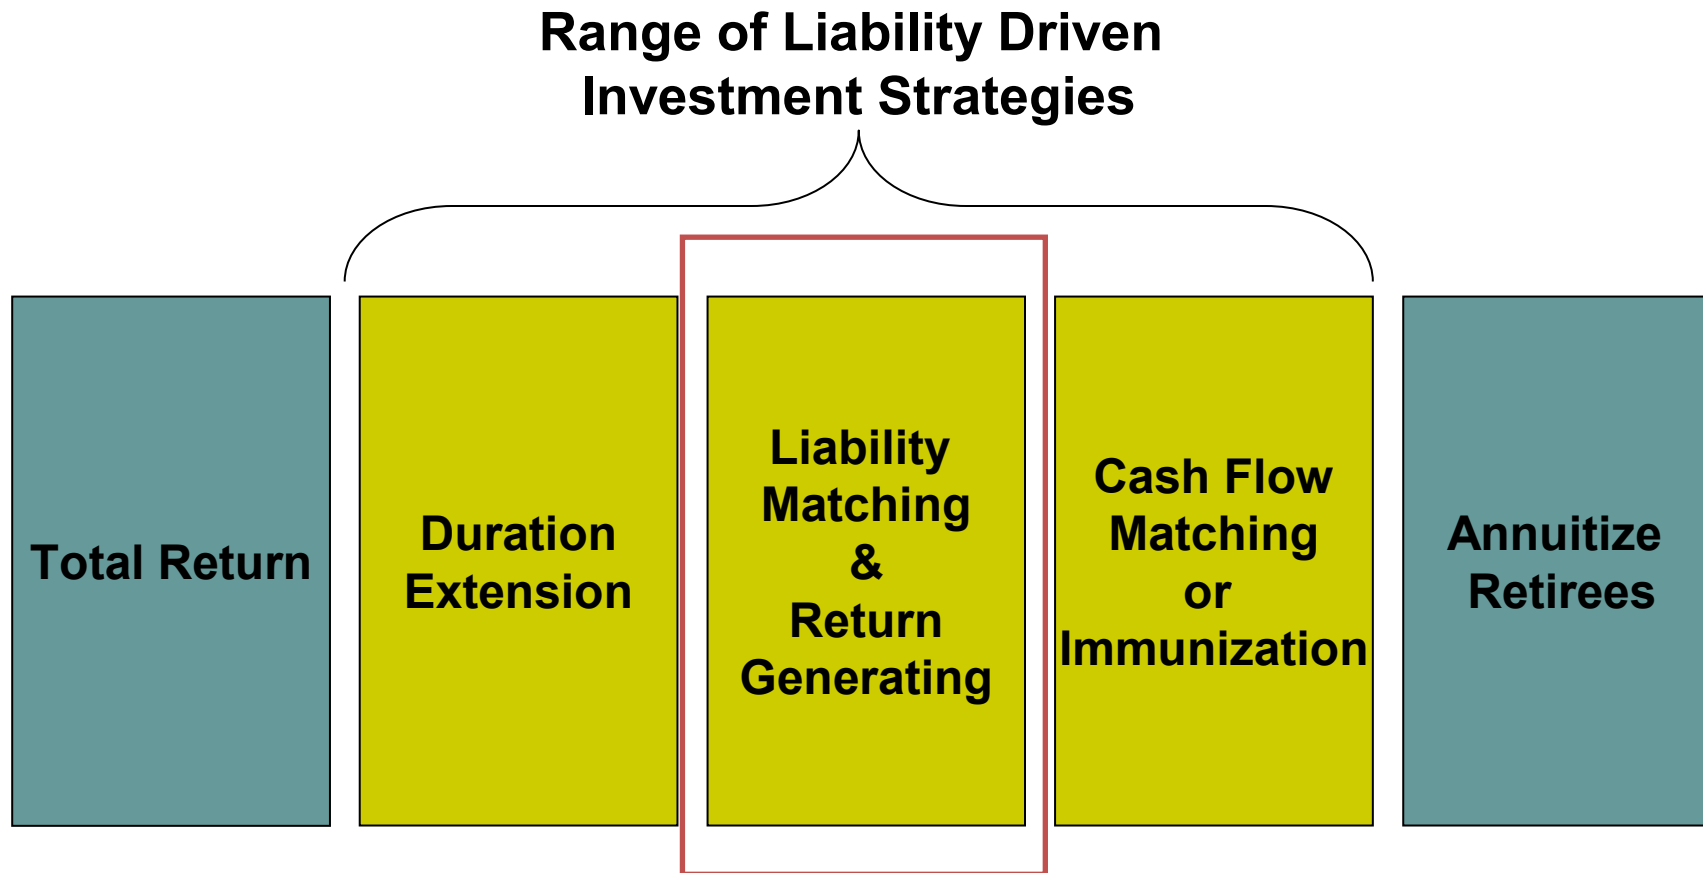 Range of Liability Driven
Investment Strategies
Total Return
Duration
Extension
Liability
Matching
&
Return
Generating
Cash Flow
Matching
or
Immunization
Annuitize
Retirees